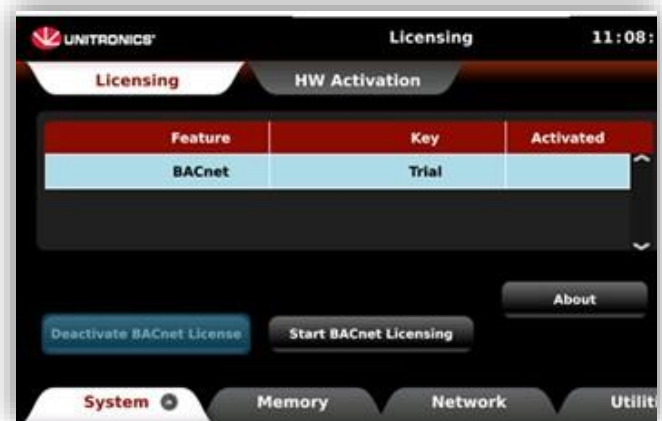 UNITRONICS Licensing 11:08:
Licensing HW Activation
Feature Key Activated
BACnet Trial
About
Deactivate BACnet License Start BACnet Licensing
System Memory Network Utiliti